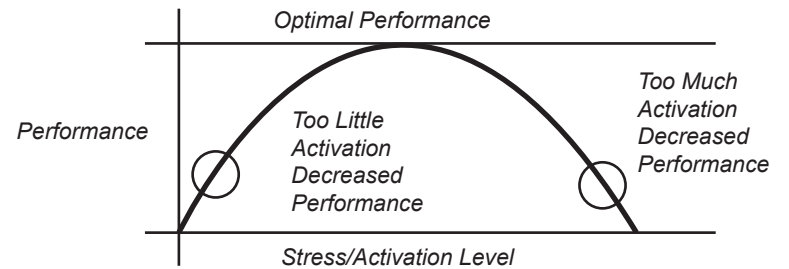 Optimal Performance
Performance
Too Little
Activation
Decreased
Performance
Too Much
Activation
Decreased
Performance
Stress/Activation Level